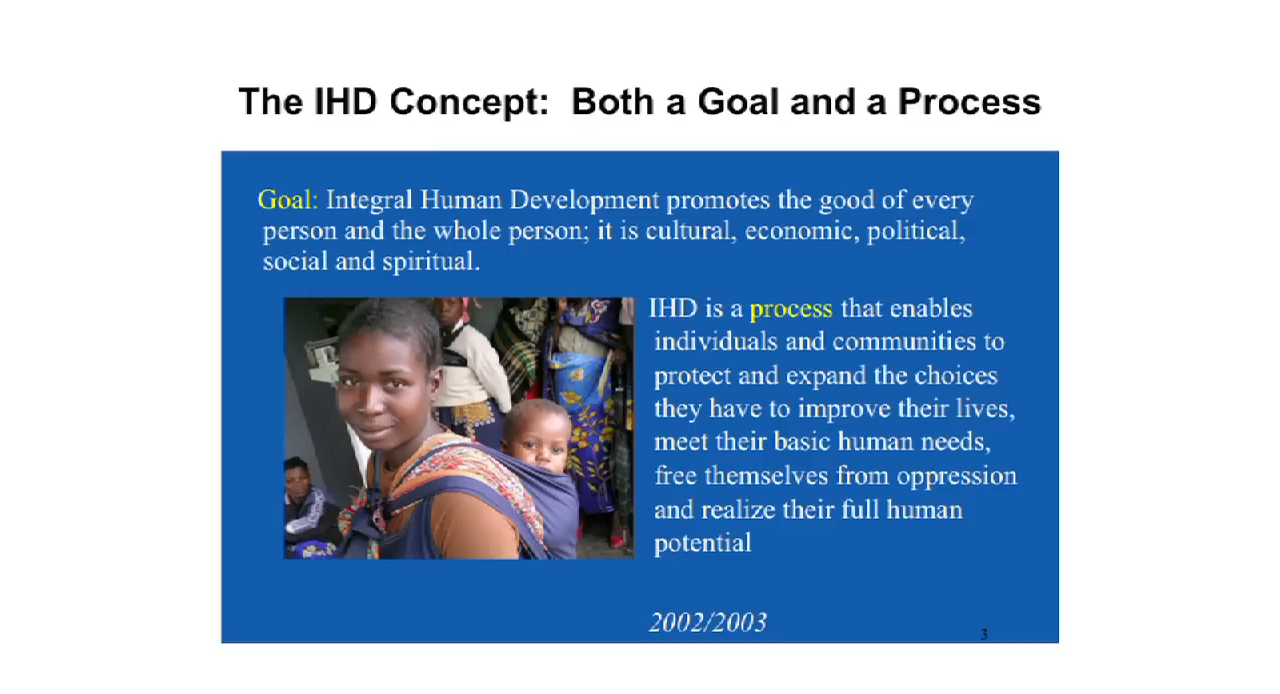 The IHD Concept:  Both a Goal and a Process
Goal: Integral Human Development promotes the good of every
person and the whole person; it is cultural, economic, political,
social and spiritual.
IHD is a process that enables
individuals and communities to
protect and expand the choices
they have to improve their lives,
meet their basic human needs,
free themselves from oppression
and realize their full human
potential
2002/2003
3